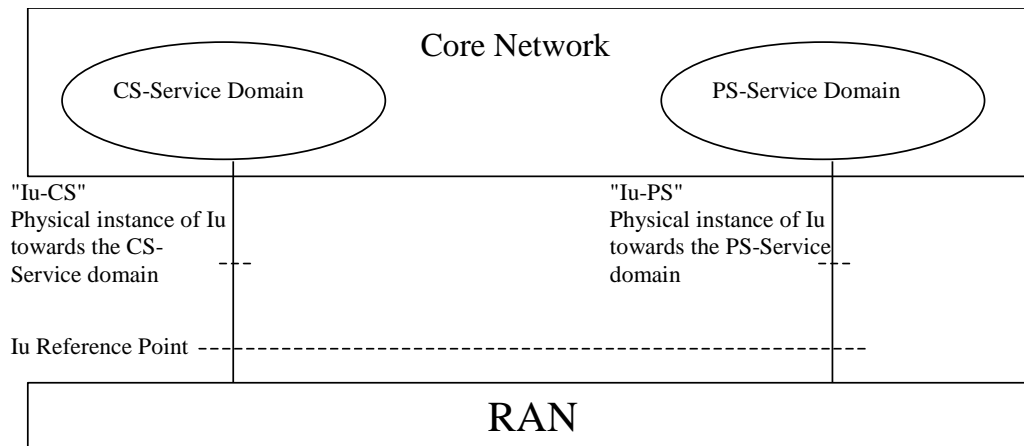 Core Network
CS-Service Domain
PS-Service Domain
"Iu-CS"
Physical instance of Iu
towards the CS-
Service domain
"Iu-PS"
Physical instance of Iu
towards the PS-Service
domain
Iu Reference Point
RAN